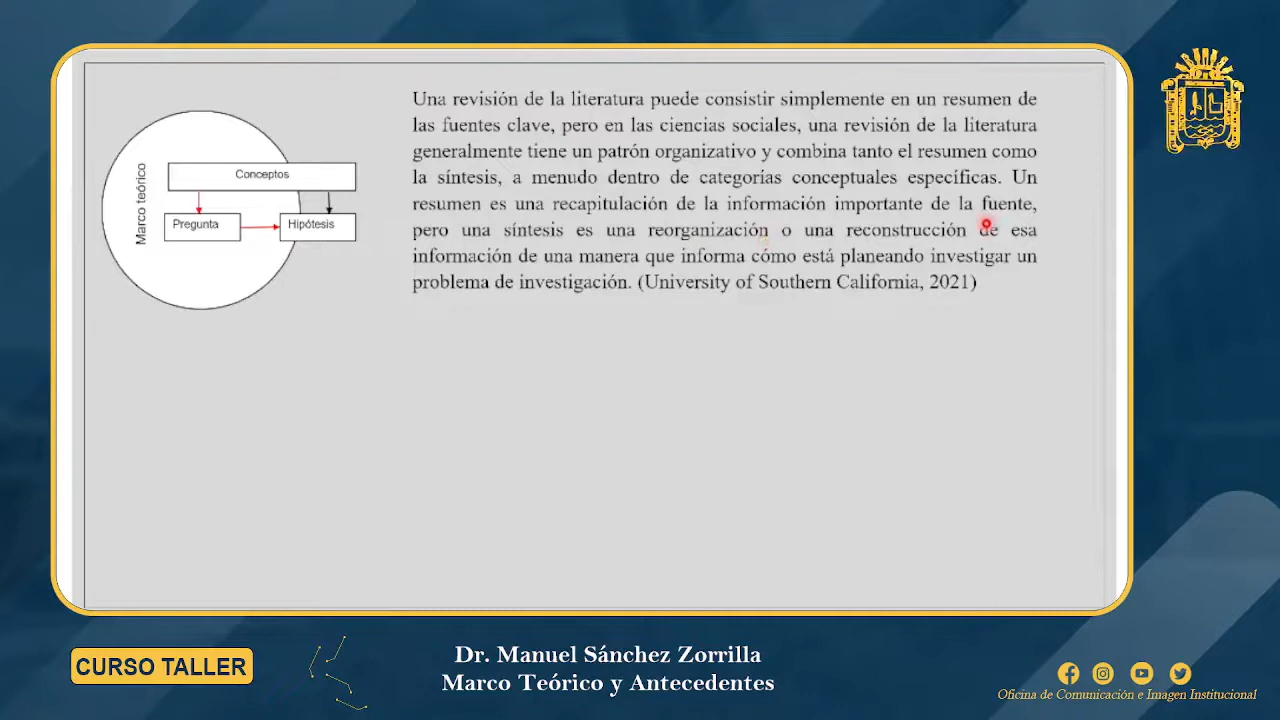 Marco teórico
Conceptos
Pregunta
Hipótesis
Una revisión de la literatura puede consistir simplemente en un resumen de
las fuentes clave, pero en las ciencias sociales, una revisión de la literatura
generalmente tiene un patrón organizativo y combina tanto el resumen como
la síntesis, a menudo dentro de categorías conceptuales específicas. Un
resumen es una recapitulación de la información importante de la fuente,
pero una síntesis es una reorganización o una reconstrucción de esa
información de una manera que informa cómo está planeando investigar un
problema de investigación. (University of Southern California, 2021)
CURSO TALLER
Dr. Manuel Sánchez Zorrilla
Marco Teórico y Antecedentes
Oficina de Comunicación e Imagen Institucional